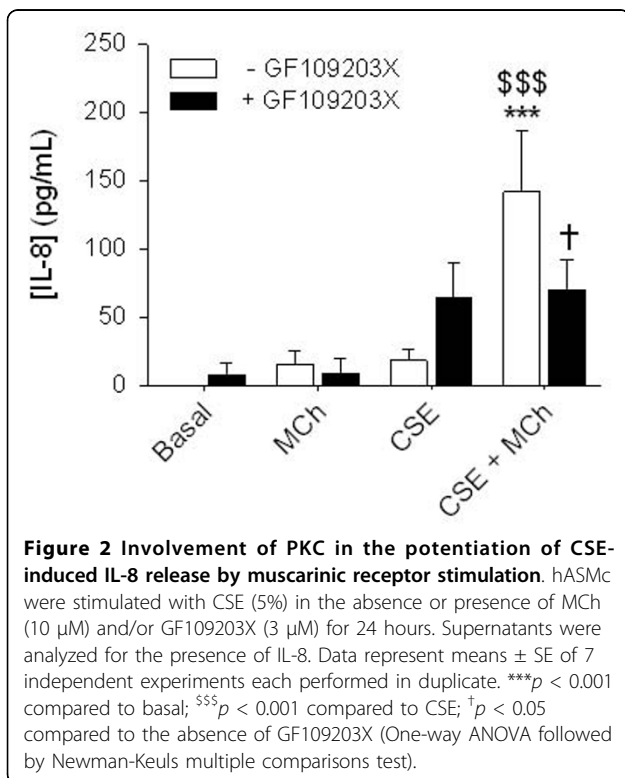 250
200
150
100
50
0
[IL-8] (pg/mL)
- GF109203X
+ GF109203X
$$$
***
†
Basal
MCh
CSE
CSE + MCh
Figure 2 Involvement of PKC in the potentiation of CSE-
induced IL-8 release by muscarinic receptor stimulation. hASMc
were stimulated with CSE (5%) in the absence or presence of MCh
(10 μM) and/or GF109203X (3 μM) for 24 hours. Supernatants were
analyzed for the presence of IL-8. Data represent means ± SE of 7
independent experiments each performed in duplicate. ***p < 0.001
compared to basal; $$$p < 0.001 compared to CSE; †p < 0.05
compared to the absence of GF109203X (One-way ANOVA followed
by Newman-Keuls multiple comparisons test).